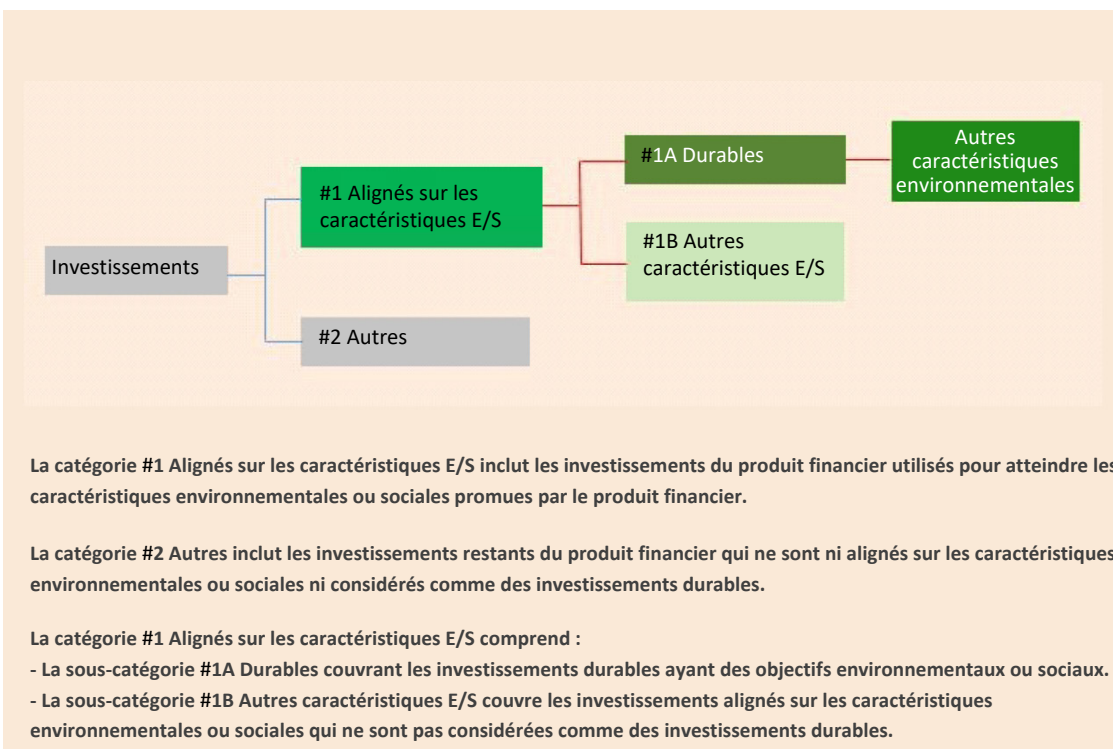 Autres
caractéristiques
environnementales
#1A Durables
#1 Alignés sur les
caractéristiques E/S
#1B Autres
caractéristiques E/S
Investissements
#2 Autres
La catégorie #1 Alignés sur les caractéristiques E/S inclut les investissements du produit financier utilisés pour atteindre les
caractéristiques environnementales ou sociales promues par le produit financier.
La catégorie #2 Autres inclut les investissements restants du produit financier qui ne sont ni alignés sur les caractéristiques
environnementales ou sociales ni considérés comme des investissements durables.
La catégorie #1 Alignés sur les caractéristiques E/S comprend :
- La sous-catégorie #1A Durables couvrant les investissements durables ayant des objectifs environnementaux ou sociaux.
- La sous-catégorie #1B Autres caractéristiques E/S couvre les investissements alignés sur les caractéristiques
environnementales ou sociales qui ne sont pas considérées comme des investissements durables.